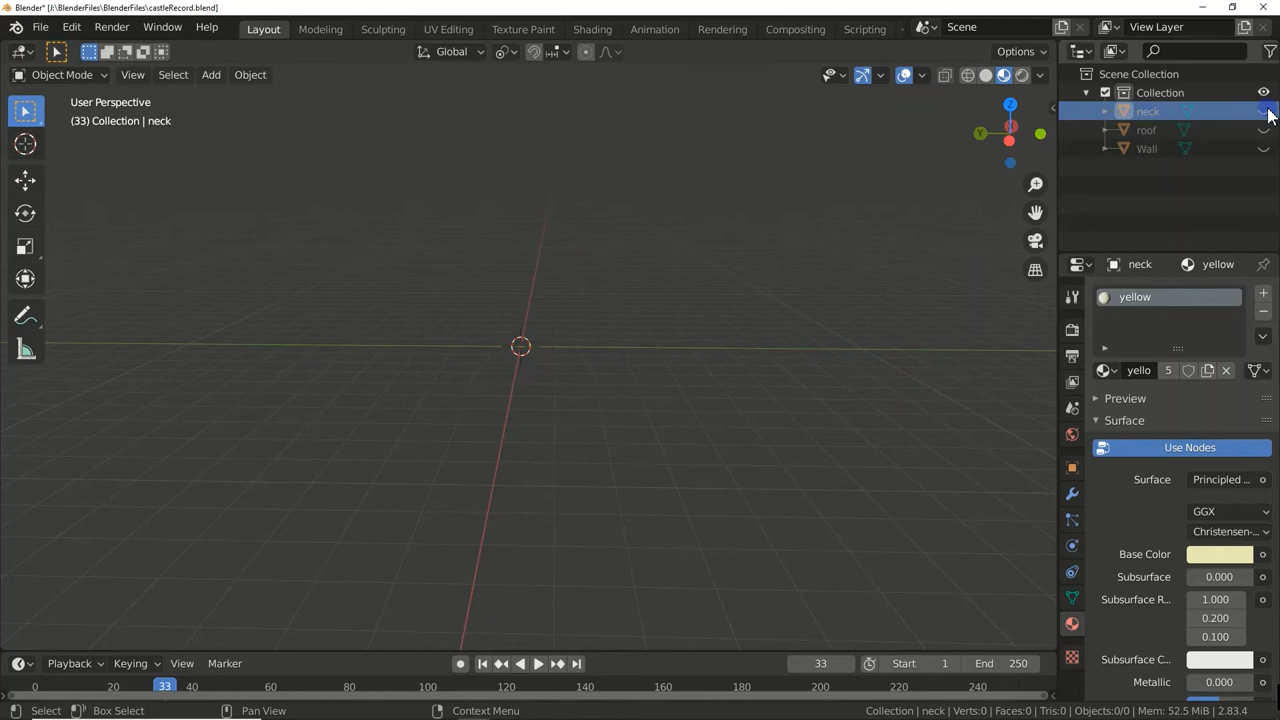 Blender* [J:\BlenderFiles\BlenderFiles\castleRecord.blend]
File Edit Render Window Help Layout Modeling Sculpting UV Editing Texture Paint Shading Animation Rendering Compositing Scripting Scene View Layer
Global Options
Object Mode View Select Add Object
User Perspective
(33) Collection | neck
Z
Y
Scene Collection
Collection
neck
roof
Wall
neck yellow
yellow
yello 5
Preview
Surface
Use Nodes
Surface Principled ...
GGX
Christensen-...
Base Color
Subsurface 0.000
Subsurface R... 1.000
0.200
0.100
Subsurface C...
Metallic 0.000
Playback Keying View Marker 33 Start 1 End 250
0 20 33 40 60 80 100 120 140 160 180 200 220 240
Select Box Select Pan View Context Menu Collection | neck | Verts:0 | Faces:0 | Tris:0 | Objects:0/0 | Mem: 52.5 MiB | 2.83.4